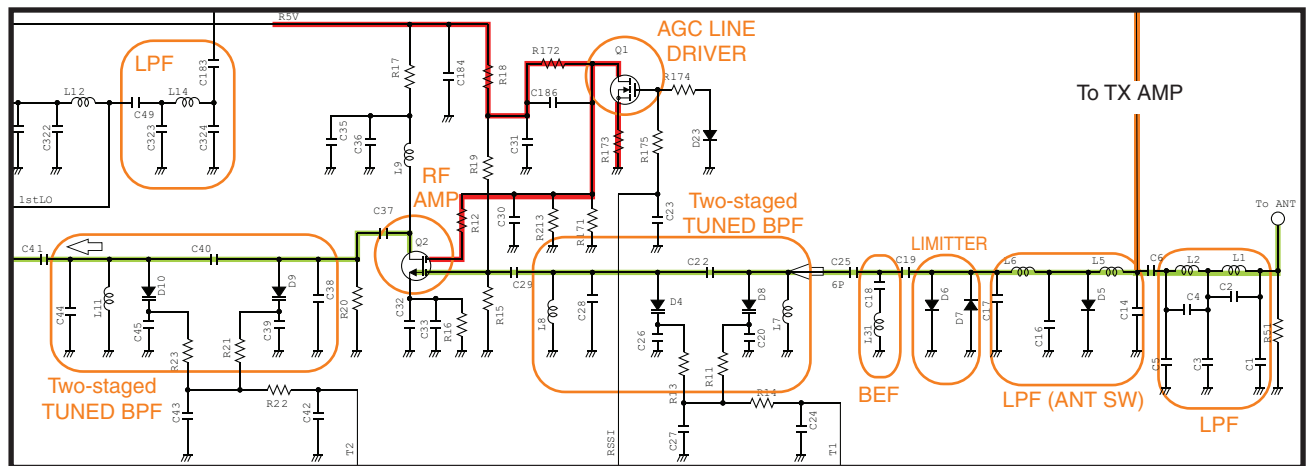 R5V
AGC LINE
DRIVER
LPF
C183
R17
C184
R18
R172
Q1
R174
To TX AMP
L12
L14
C49
C186
C322
C323
C324
C35
C36
C31
R173
R175
D23
L9
R19
RF
AMP
Two-staged
TUNED BPF
1stLO
To ANT
C37
R12
C30
R213
R171
C23
LIMITTER
C41
C40
Q2
C29
C22
C25
6P
C19
L6
L5
C6
L2
L1
C44
L11
D10
D9
C38
R20
C32
C33
R16
R15
L8
C28
D4
D8
L7
C18
L31
D6
D7
C17
C16
D5
C14
C4
C2
R51
C45
C39
C26
C20
C5
C3
C1
R23
R21
R13
R11
Two-staged
TUNED BPF
R22
R14
BEF
LPF (ANT SW)
LPF
C43
C42
T2
RSSI
C27
C24
T1